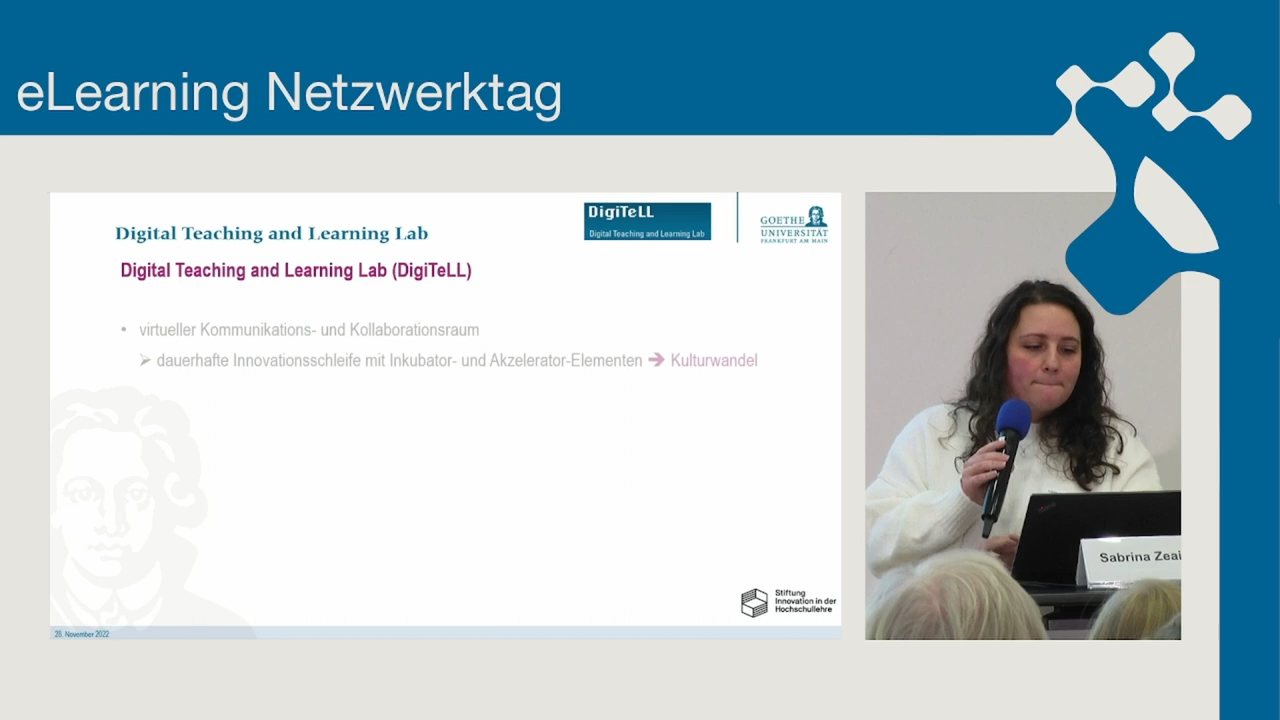 eLearning Netzwerktag
DigiTeLL
Digital Teaching and Learning Lab
GOETHE
UNIVERSITÄT
FRANKFURT AM MAIN
Digital Teaching and Learning Lab
Digital Teaching and Learning Lab (DigiTeLL)
• virtueller Kommunikations- und Kollaborationsraum
➢ dauerhafte Innovationsschleife mit Inkubator- und Akzelerator-Elementen ➔ Kulturwandel
Stiftung
Innovation in der
Hochschullehre
28. November 2022
Sabrina Zeai